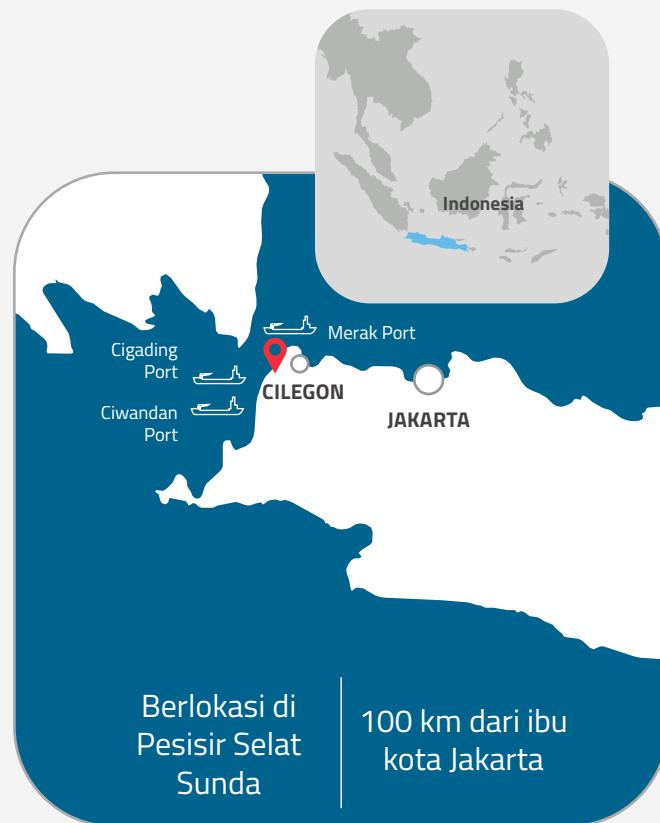 Indonesia
Merak Port
Cigading
Port
CILEGON
Ciwandan
Port
JAKARTA
Berlokasi di
Pesisir Selat
Sunda
100 km dari ibu
kota Jakarta